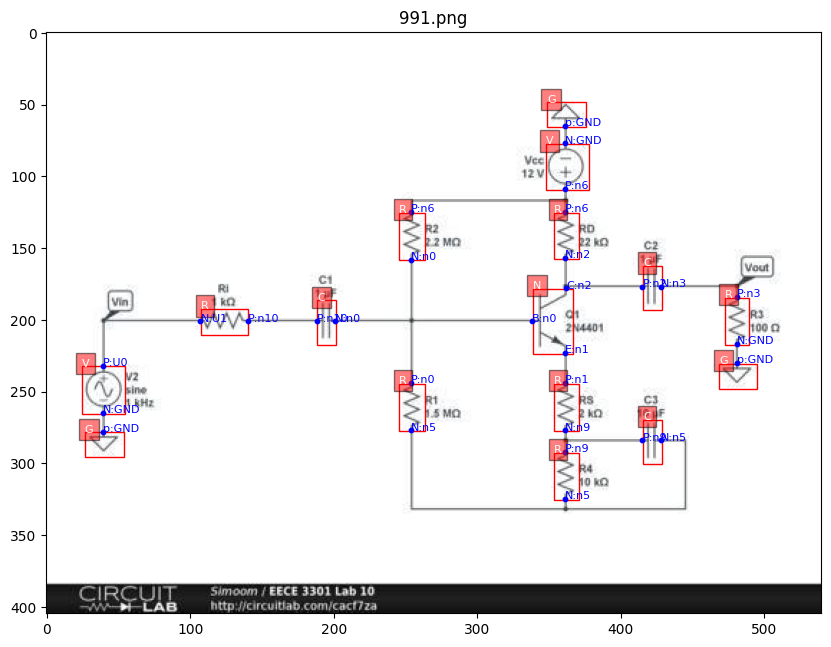 991.png
G
p:GND
V
N:GND
Vcc
12 V
P:n6
R
P:n6
R
P:n6
R2
2.2 MΩ
N:n0
RD
22 kΩ
N:n2
C2
C
N:n3
Vout
Vin
Ri
R
1 kΩ
N:U1
P:n10
C1
C
N:n0
N
C:n2
B:n0
Q1
2N4401
E:n1
R
P:n3
R3
100 Ω
N:GND
G
p:GND
V
P:U0
V2
sine
1 kHz
N:GND
G
p:GND
R
P:n0
R1
1.5 MΩ
N:n5
R
P:n1
RS
2 kΩ
N:n9
C3
C
N:n5
R
P:n9
R4
10 kΩ
N:n5
CIRCUIT
LAB
Simoom / EECE 3301 Lab 10
http://circuitlab.com/cacf7za
0
50
100
150
200
250
300
350
400
0
100
200
300
400
500